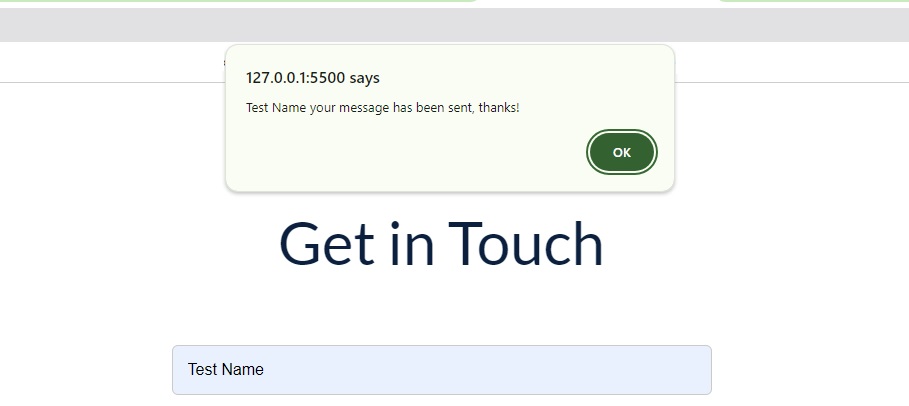 127.0.0.1:5500 says
Test Name your message has been sent, thanks!
OK
Get in Touch
Test Name